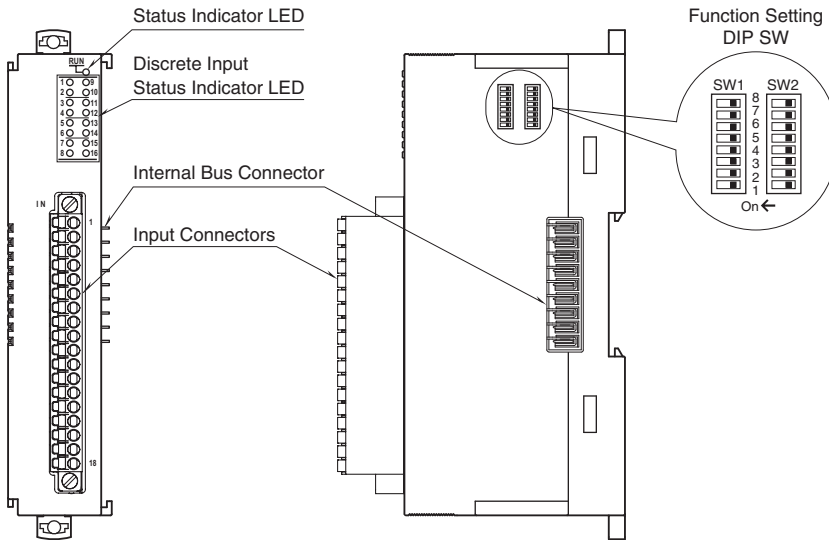 Status Indicator LED
Function Setting
DIP SW
RUN
Discrete Input
Status Indicator LED
1 9
2 10
3 11
4 12
5 13
6 14
7 15
8 16
SW1 SW2
8
7
6
5
4
3
2
1
On ←
Internal Bus Connector
IN
1
Input Connectors
18